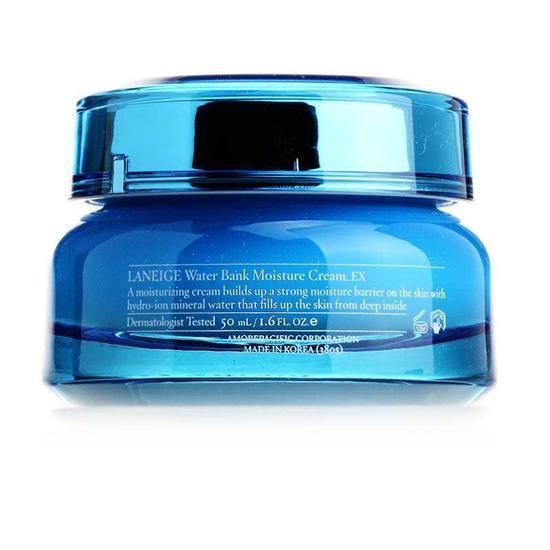 LANEIGE Water Bank Moisture Cream_EX
A moisturizing cream builds up a strong moisture barrier on the skin with
hydro-ion mineral water that fills up the skin from deep inside
Dermatologist Tested 50 mL / 1.6 FL. OZ. e
AMOREPACIFIC CORPORATION
MADE IN KOREA (3805)